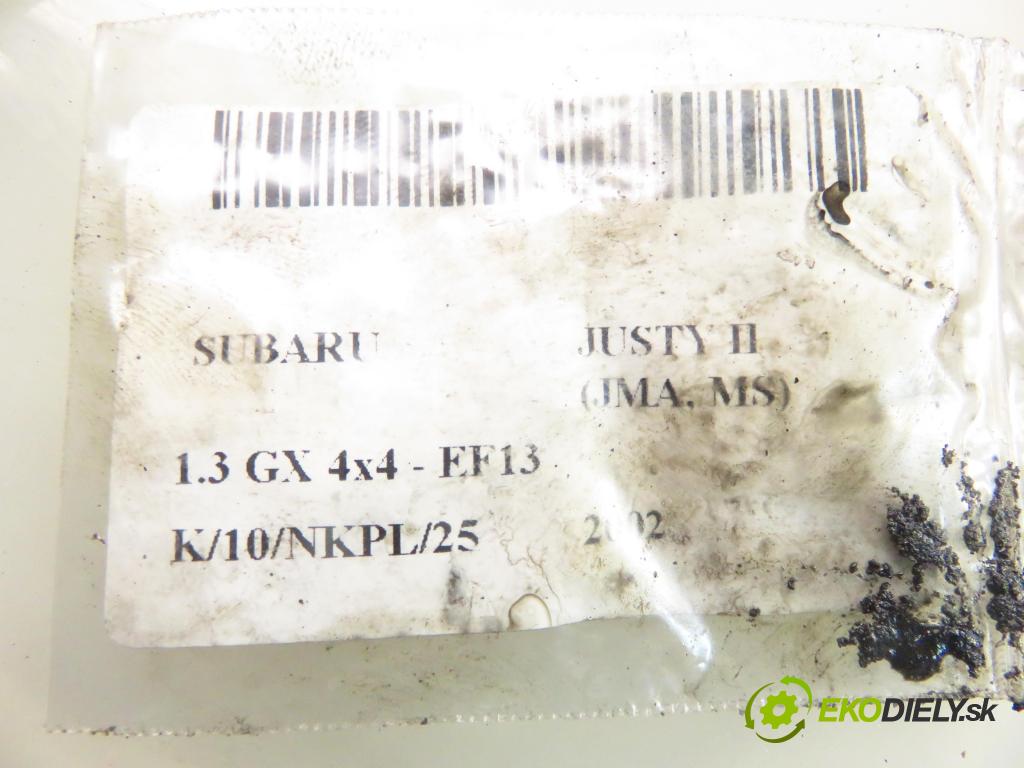 SUBARU JUSTY II
(JMA, MS)
1.3 GX 4x4 - EF13
K/10/NKPL/25 2002
EKODIELY.sk